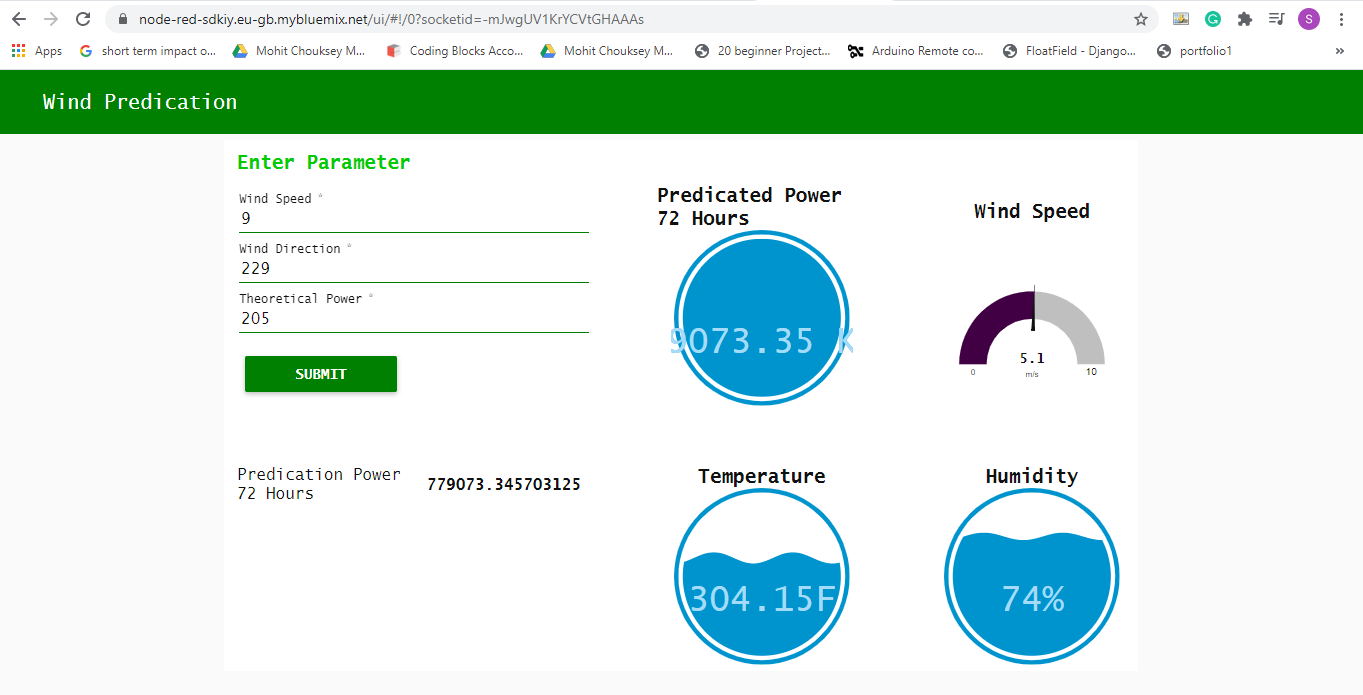 node-red-sdkiy.eu-gb.mybluemix.net/ui/#!/0?socketid=-mJwgUV1KrYCVtGHAAAs
S
Apps
short term impact o...
Mohit Chouksey M...
Coding Blocks Acco...
Mohit Chouksey M...
20 beginner Project...
Arduino Remote co...
FloatField - Django...
portfolio1
»
Wind Predication
Enter Parameter
Wind Speed *
9
Wind Direction *
229
Theoretical Power *
205
SUBMIT
Predication Power
72 Hours
779073.345703125
Predicated Power
72 Hours
9073.35 K
Wind Speed
5.1
0
m/s
10
Temperature
304.15F
Humidity
74%